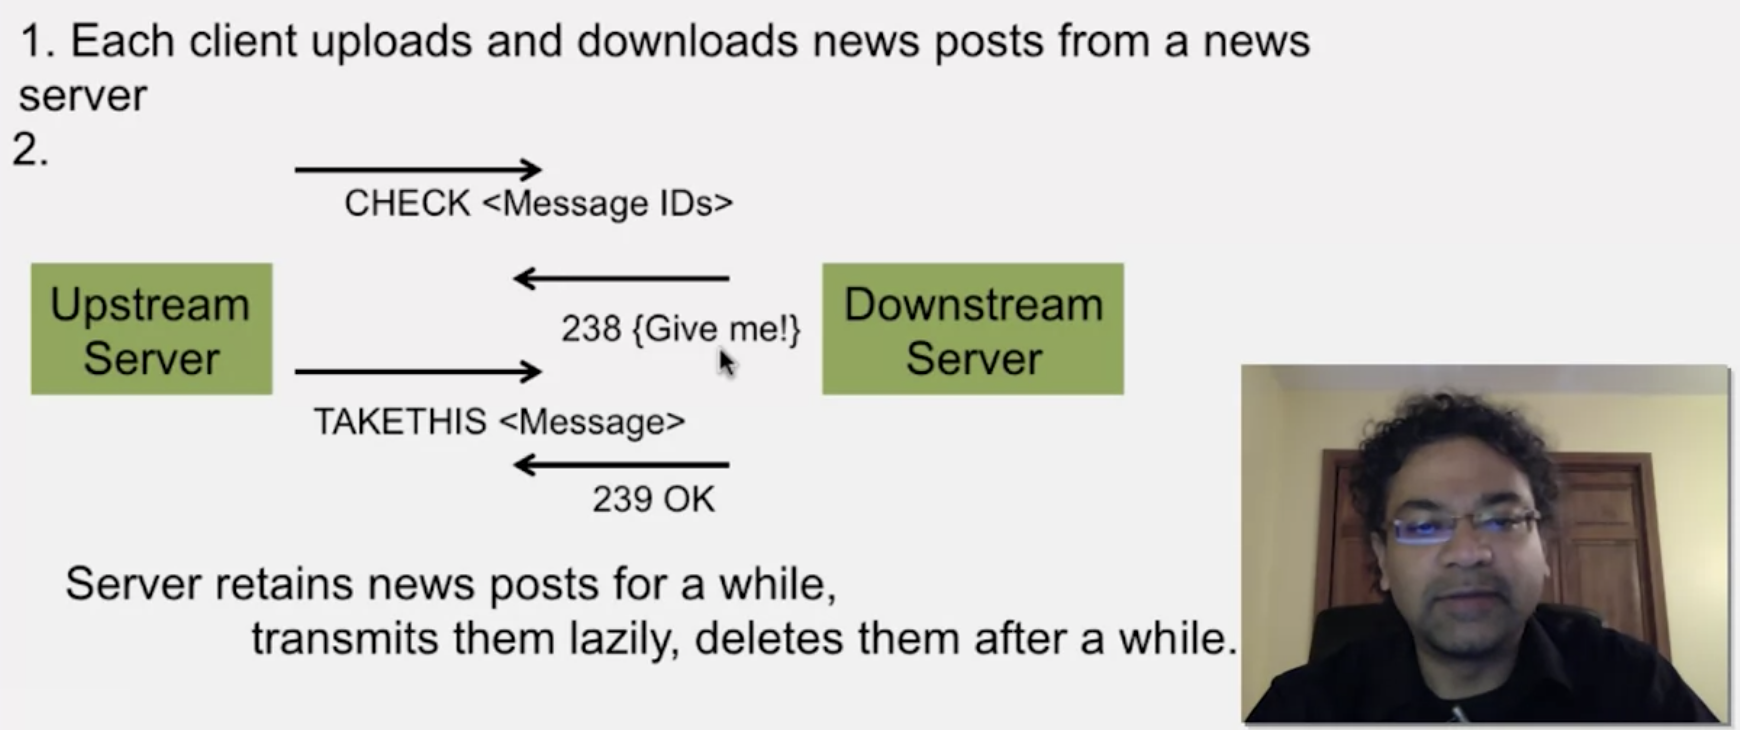 1. Each client uploads and downloads news posts from a news
server
2.
CHECK <Message IDs>
Upstream
Server
238 {Give me!}
Downstream
Server
TAKETHIS <Message>
239 OK
Server retains news posts for a while,
transmits them lazily, deletes them after a while.